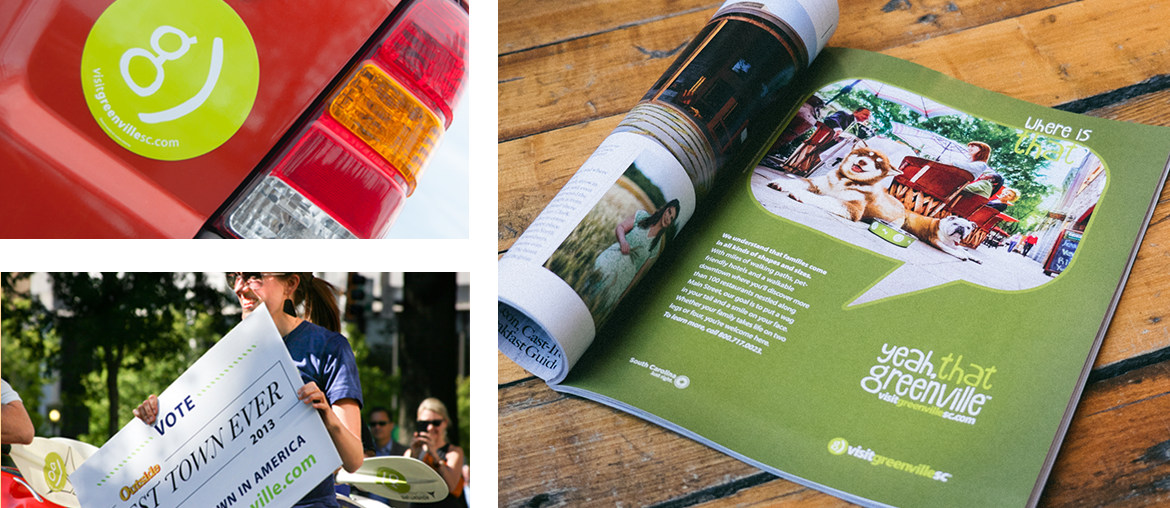 visitgreenvillesc.com
VOTE
Outside
EST TOWN EVER
2013
WN IN AMERICA
ville.com
where is
that
We understand that families come
in all kinds of shapes and sizes.
With miles of walking paths, pet-
friendly hotels and a walkable
downtown where you'll discover more
than 100 restaurants nestled along
Main Street, our goal is to put a wag
in your tail and a smile on your face.
Whether your family takes life on two
legs or four, you're welcome here.
To learn more, call 800.717.0023.
South Carolina
Just right.
yeah, that
greenville
visitgreenvillesc.com
visitgreenvillesc